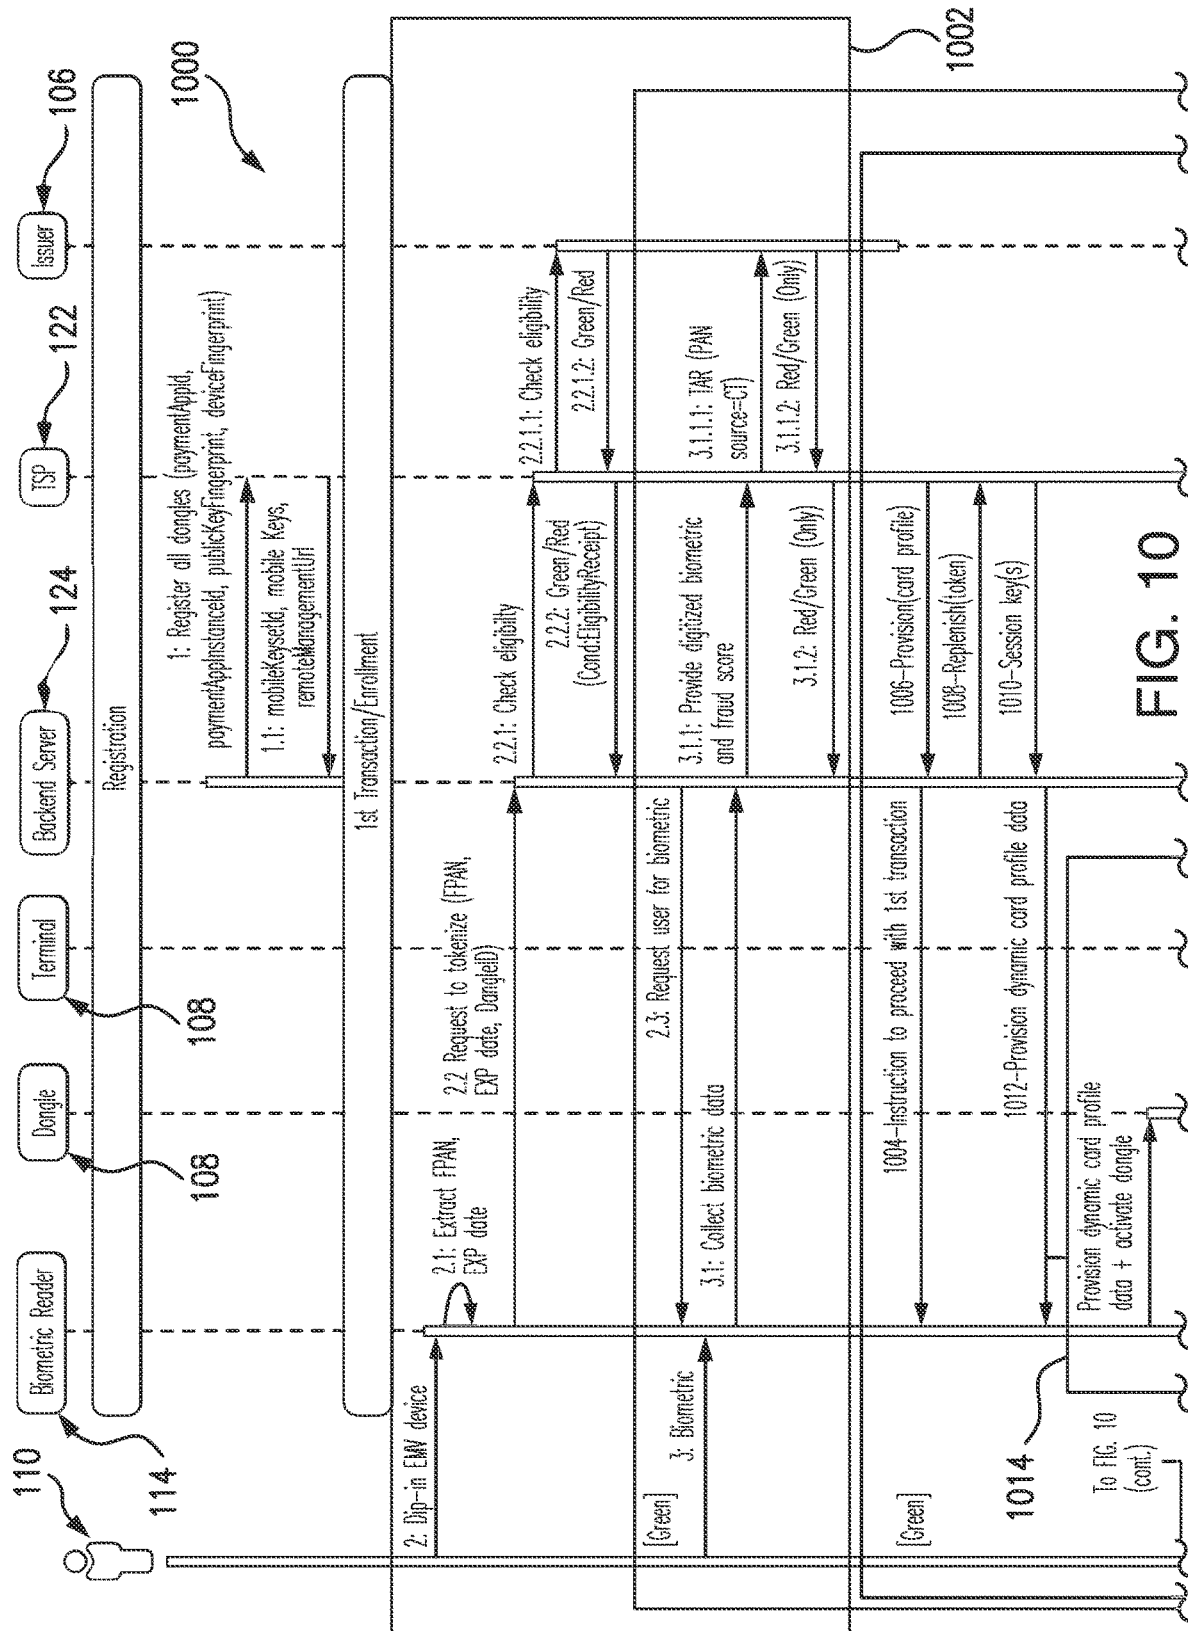 110
Biometric Reader
114
Dongle
108
Terminal
108
Backend Server
124
TSP
122
Issuer
106
1000
Registration
1: Register all dongles (paymentAppId,
paymentAppInstanceId, publicKeyFingerprint, deviceFingerprint)
1.1: mobileKeysetId, mobile Keys,
remoteManagementUrl
1st Transaction/Enrollment
1002
2: Dip-in EMV device
2.1: Extract FPAN,
EXP date
2.2 Request to tokenize (FPAN,
EXP date, DangleiD)
2.2.1: Check eligibilty
2.2.1.1: Check eligibility
2.2.1.2: Green/Red
2.2.2: Green/Red
(Cond:EligibilityReceipt)
[Green]
2.3: Request user for biometric
3: Biometric
3.1: Collect biometric data
3.1.1: Provide digitized biometric
and fraud score
3.1.1.1: TAR (PAN
source=CT)
3.1.1.2: Red/Green (Only)
3.1.2: Red/Green (Only)
[Green]
1004-Instruction to proceed with 1st transaction
1006-Provision(card profile)
1008-Replenish(token)
1010-Session key(s)
1012-Provision dynamic card profile data
1014
Provision dynamic card profile
data + activate dongle
To FIG. 10
(cont.)
FIG. 10